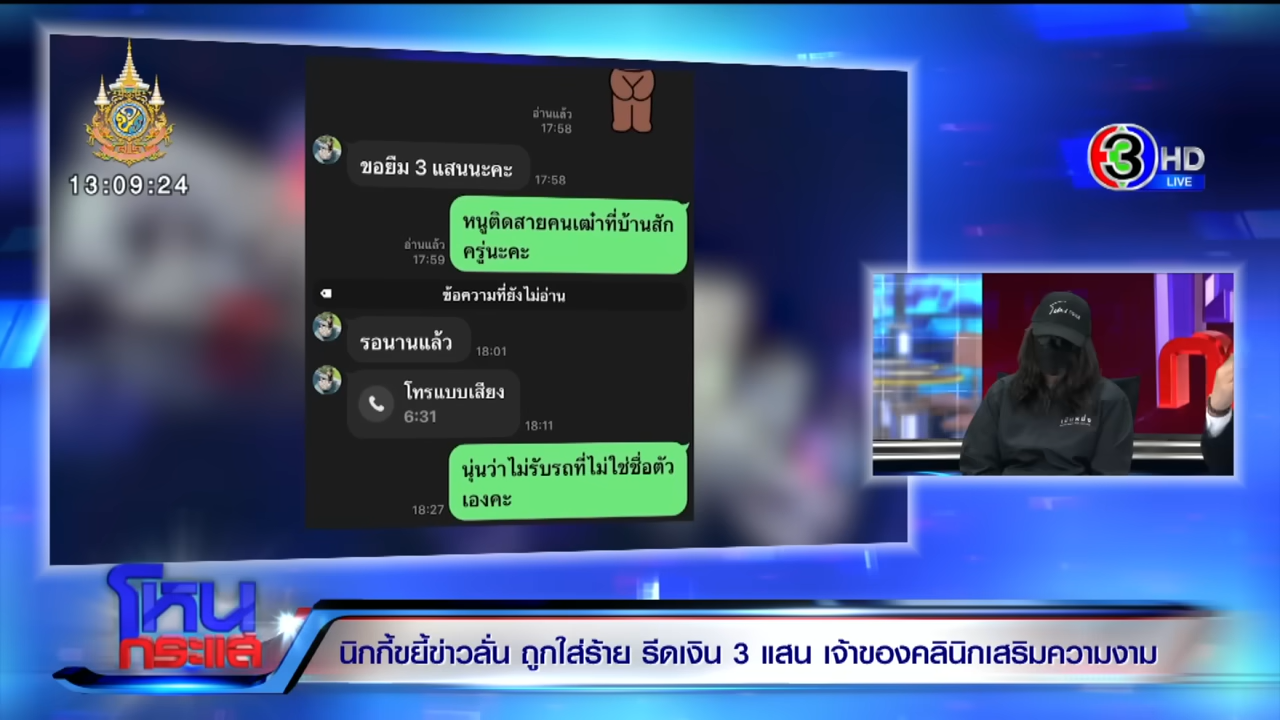 13:09:24
3 HD
LIVE
อ่านแล้ว
17:58
ขอยืม 3 แสนนะคะ
17:58
หนูติดสายคนเฒ่าที่บ้านสัก
ครู่นะคะ
อ่านแล้ว
17:59
ข้อความที่ยังไม่อ่าน
รอนานแล้ว
18:01
โทรแบบเสียง
6:31
18:11
นุ่นว่าไม่รับรถที่ไม่ใช่ชื่อตัว
เองคะ
18:27
โหนกระแส
โหน
กระแส
นิกกี้ขยี้ข่าวลั่น ถูกใส่ร้าย รีดเงิน 3 แสน เจ้าของคลินิกเสริมความงาม